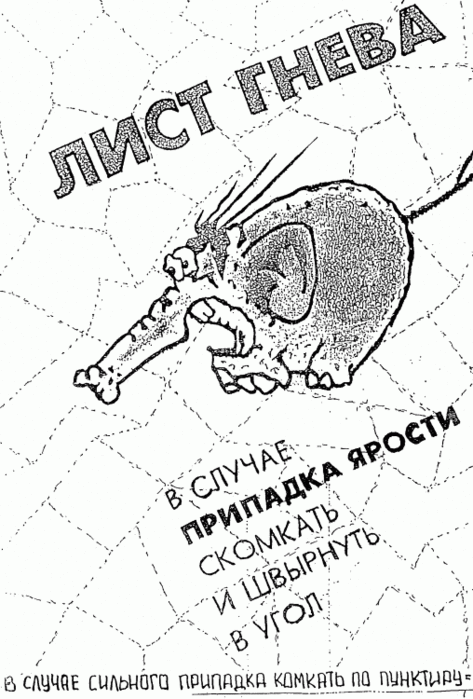 ЛИСТ ГНЕВА
В СЛУЧАЕ
ПРИПАДКА ЯРОСТИ
СКОМКАТЬ
И ШВЫРНУТЬ
В УГОЛ
В СЛУЧАЕ СИЛЬНОГО ПРИПАДКА КОМКАТЬ ПО ПУНКТИРУ